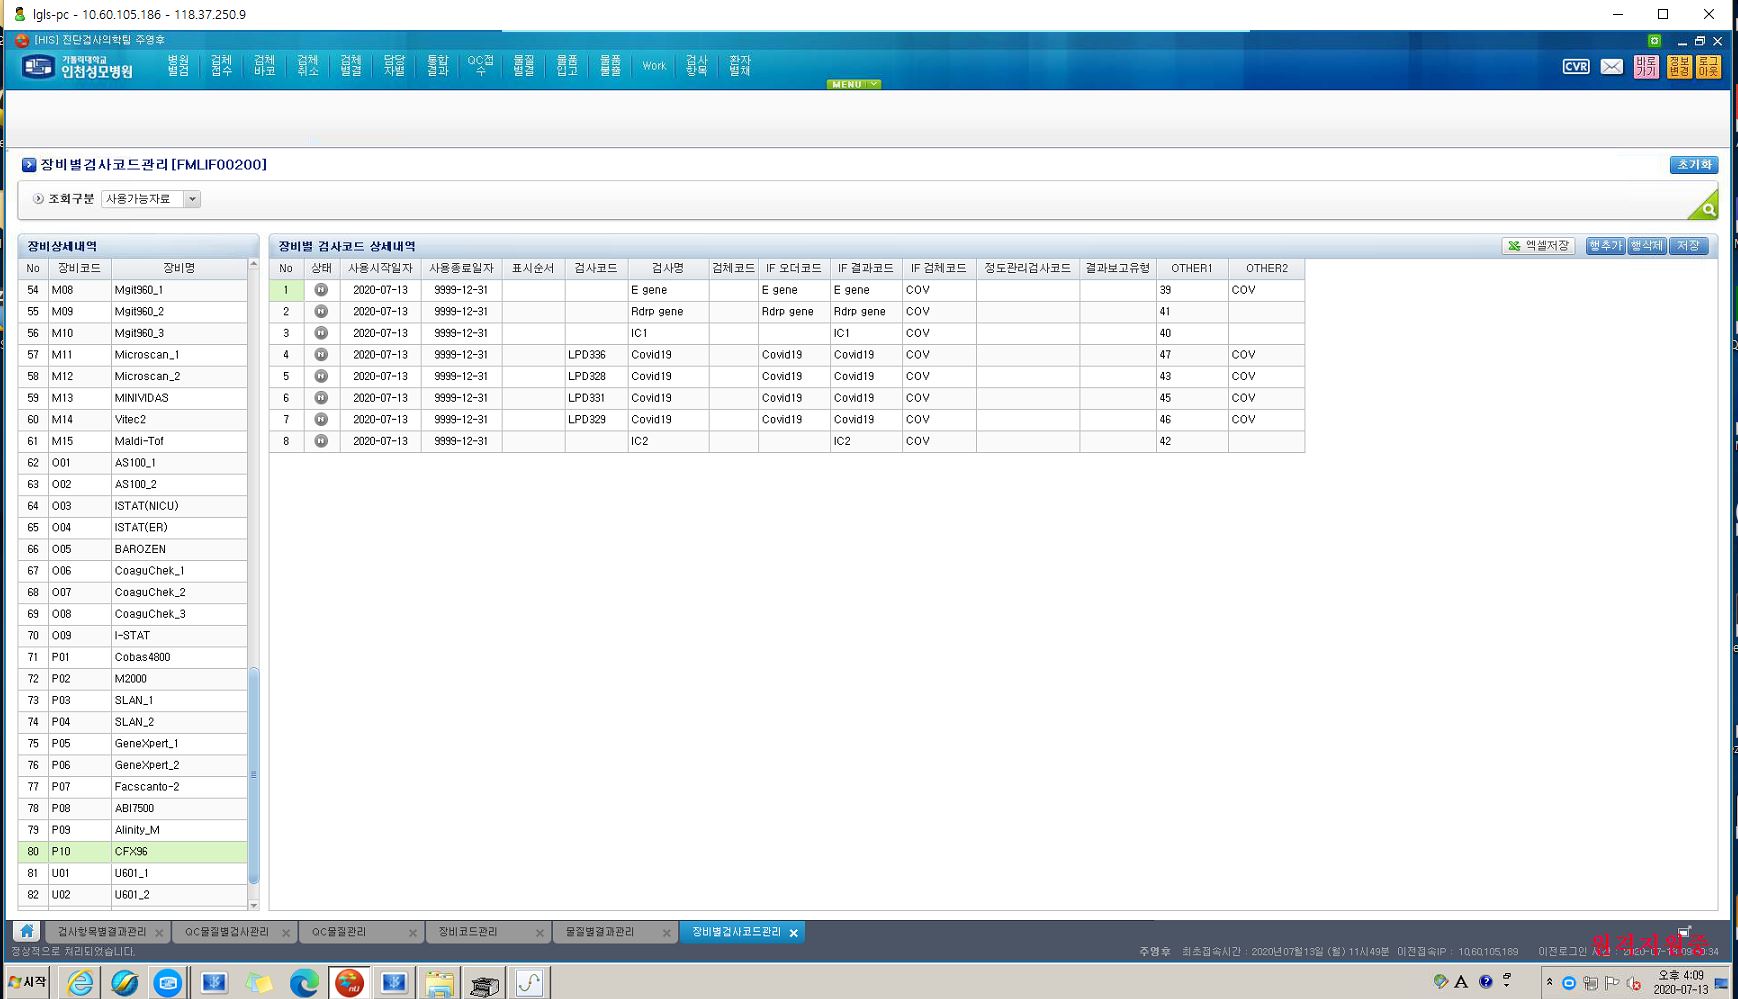 lgls-pc - 10.60.105.186 - 118.37.250.9
[HIS] 진단검사의학팀 주영후
가톨릭대학교
인천성모병원
병원별검 검체접수 검체바코 검체취소 검체별결 담당자별 통합결과 QC접수 물질별결 물품입고 물품불출 Work 검사항목 환자별채
CVR 바로가기 정보변경 로그아웃
MENU
장비별검사코드관리[FMLIF00200] 초기화
조회구분 사용가능자료
장비상세내역
No 장비코드 장비명
54 M08 Mgit960_1
55 M09 Mgit960_2
56 M10 Mgit960_3
57 M11 Microscan_1
58 M12 Microscan_2
59 M13 MINIVIDAS
60 M14 Vitec2
61 M15 Maldi-Tof
62 O01 AS100_1
63 O02 AS100_2
64 O03 ISTAT(NICU)
65 O04 ISTAT(ER)
66 O05 BAROZEN
67 O06 CoaguChek_1
68 O07 CoaguChek_2
69 O08 CoaguChek_3
70 O09 I-STAT
71 P01 Cobas4800
72 P02 M2000
73 P03 SLAN_1
74 P04 SLAN_2
75 P05 GeneXpert_1
76 P06 GeneXpert_2
77 P07 Facscanto-2
78 P08 ABI7500
79 P09 Alinity_M
80 P10 CFX96
81 U01 U601_1
82 U02 U601_2
장비별 검사코드 상세내역 엑셀저장 행추가 행삭제 저장
No 상태 사용시작일자 사용종료일자 표시순서 검사코드 검사명 검체코드 IF 오더코드 IF 결과코드 IF 검체코드 정도관리검사코드 결과보고유형 OTHER1 OTHER2
1 N 2020-07-13 9999-12-31 E gene E gene E gene COV 39 COV
2 N 2020-07-13 9999-12-31 Rdrp gene Rdrp gene Rdrp gene COV 41
3 N 2020-07-13 9999-12-31 IC1 IC1 COV 40
4 N 2020-07-13 9999-12-31 LPD336 Covid19 Covid19 Covid19 COV 47 COV
5 N 2020-07-13 9999-12-31 LPD328 Covid19 Covid19 Covid19 COV 43 COV
6 N 2020-07-13 9999-12-31 LPD331 Covid19 Covid19 Covid19 COV 45 COV
7 N 2020-07-13 9999-12-31 LPD329 Covid19 Covid19 Covid19 COV 46 COV
8 N 2020-07-13 9999-12-31 IC2 IC2 COV 42
검사항목별결과관리 QC물질별검사관리 QC물질관리 장비코드관리 물질별결과관리 장비별검사코드관리
정상적으로 처리되었습니다. 주영후 최초접속시간 : 2020년07월13일 (월) 11시49분 이전접속IP : 10.60.105.189 이전로그인
원격지원중
시작 A 오후 4:09
2020-07-13